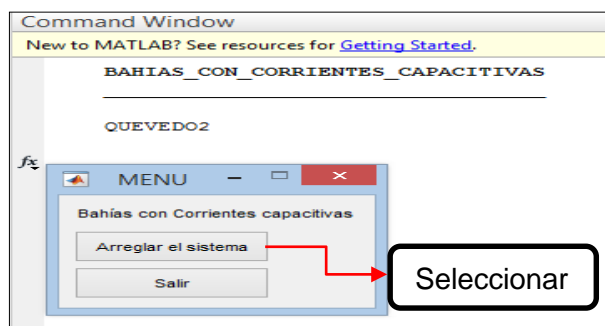 Command Window
New to MATLAB? See resources for Getting Started.
BAHIAS_CON_CORRIENTES_CAPACITIVAS
QUEVEDO2
fx
MENU
Bahías con Corrientes capacitivas
Arreglar el sistema
Seleccionar
Salir